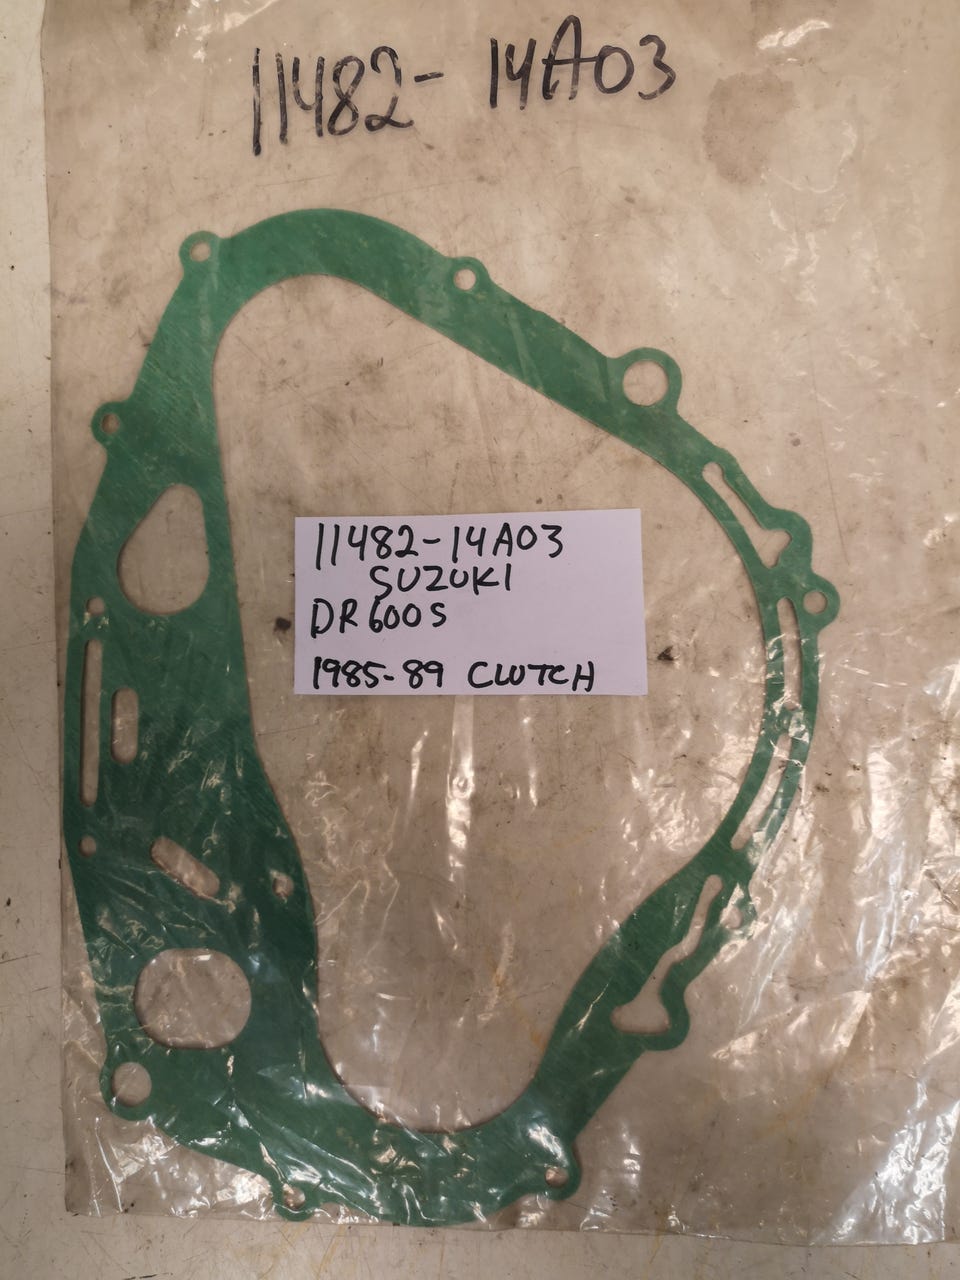 11482-14A03
11482-14A03
SUZUKI
DR600S
1985-89 CLUTCH